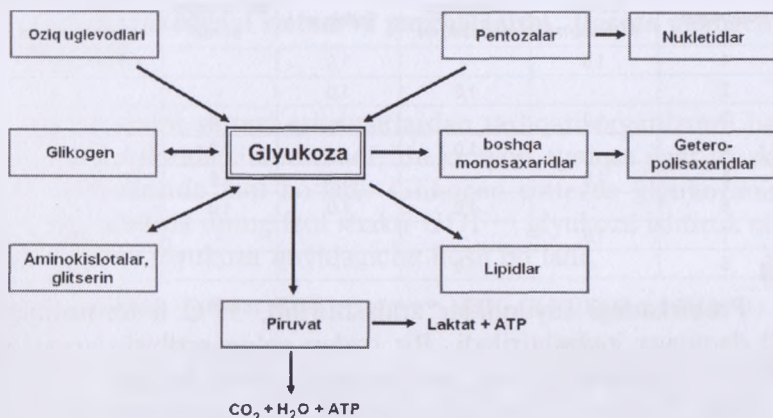 Oziq uglevodlari
Pentozalar
Nukletidlar
Glikogen
Glyukoza
boshqa
monosaxaridlar
Getero-
polisaxaridlar
Aminokislotalar,
glitserin
Lipidlar
Piruvat
Laktat + ATP
CO₂ + H₂O + ATP